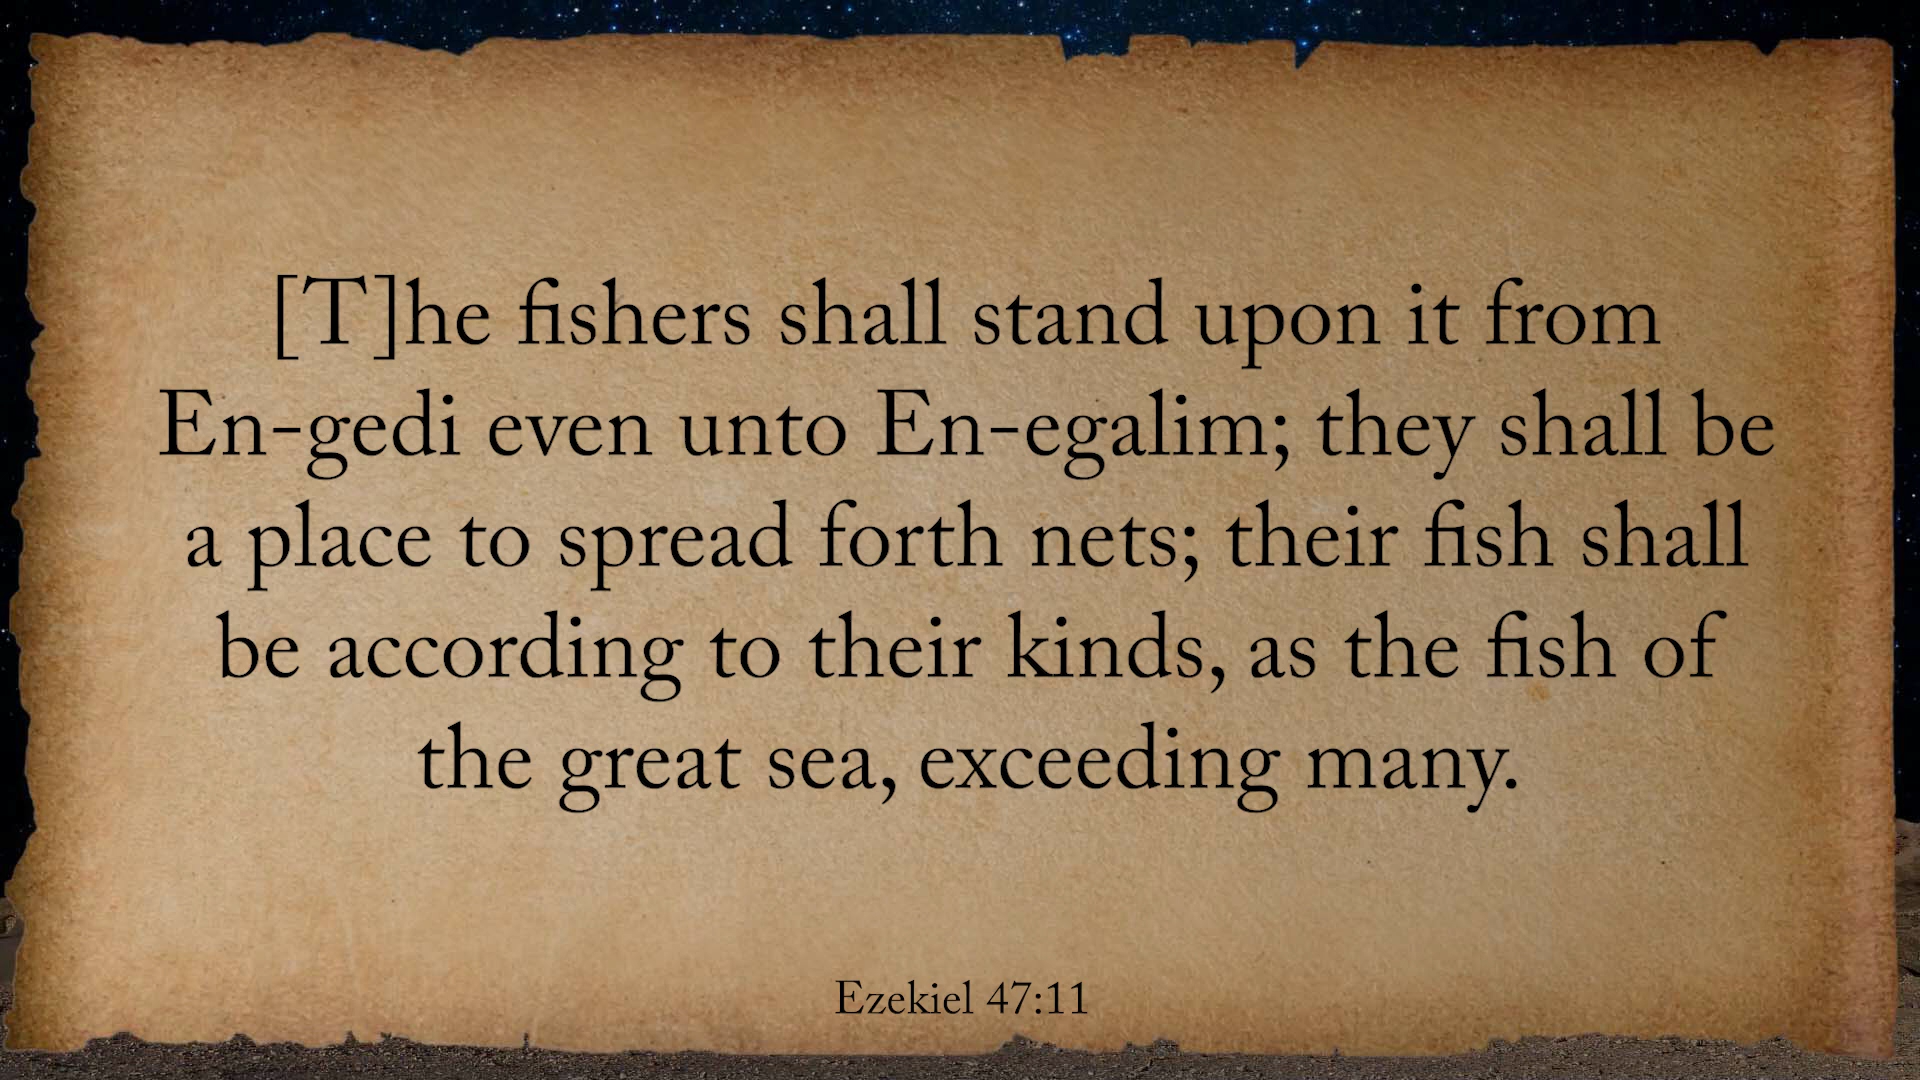 [T]he fishers shall stand upon it from
En-gedi even unto En-egalim; they shall be
a place to spread forth nets; their fish shall
be according to their kinds, as the fish of
the great sea, exceeding many.
Ezekiel 47:11